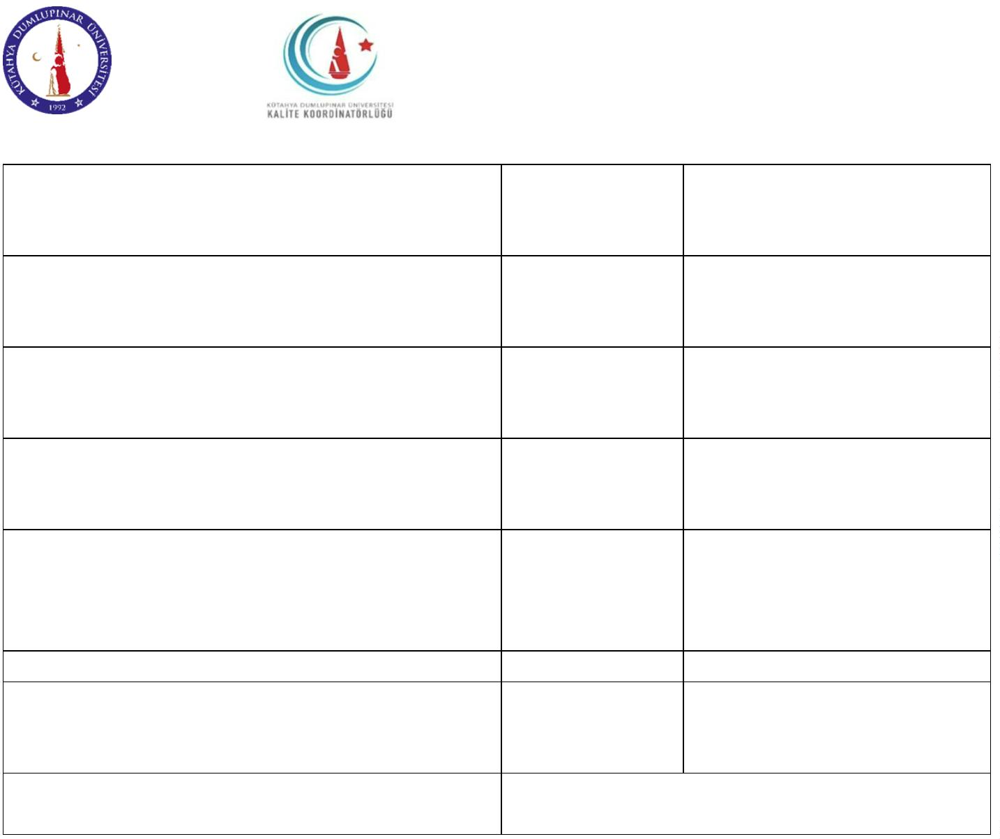 KÜTAHYA DUMLUPINAR ÜNİVERSİTESİ
1992
KÜTAHYA DUMLUPINAR ÜNİVERSİTESİ
KALİTE KOORDİNATÖRLÜĞÜ